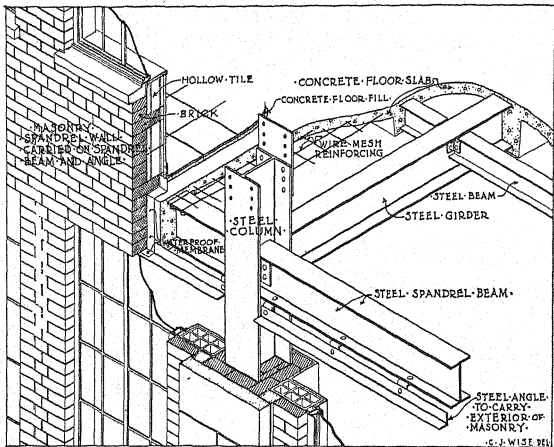 ·HOLLOW·TILE
·CONCRETE·FLOOR·SLAB·
·CONCRETE·FLOOR·FILL·
·BRICK
·MASONRY·
·SPANDREL·WALL·
·CARRIED·ON·SPANDREL·
·BEAM·AND·ANGLE·
·WIRE·MESH
REINFORCING
·STEEL·BEAM·
·STEEL·GIRDER
·STEEL·
·COLUMN·
·WATERPROOF·
·MEMBRANE·
·STEEL·SPANDREL·BEAM·
·STEEL·ANGLE
·TO·CARRY·
·EXTERIOR·OF·
·MASONRY·
·C·J·WISE·DEL·